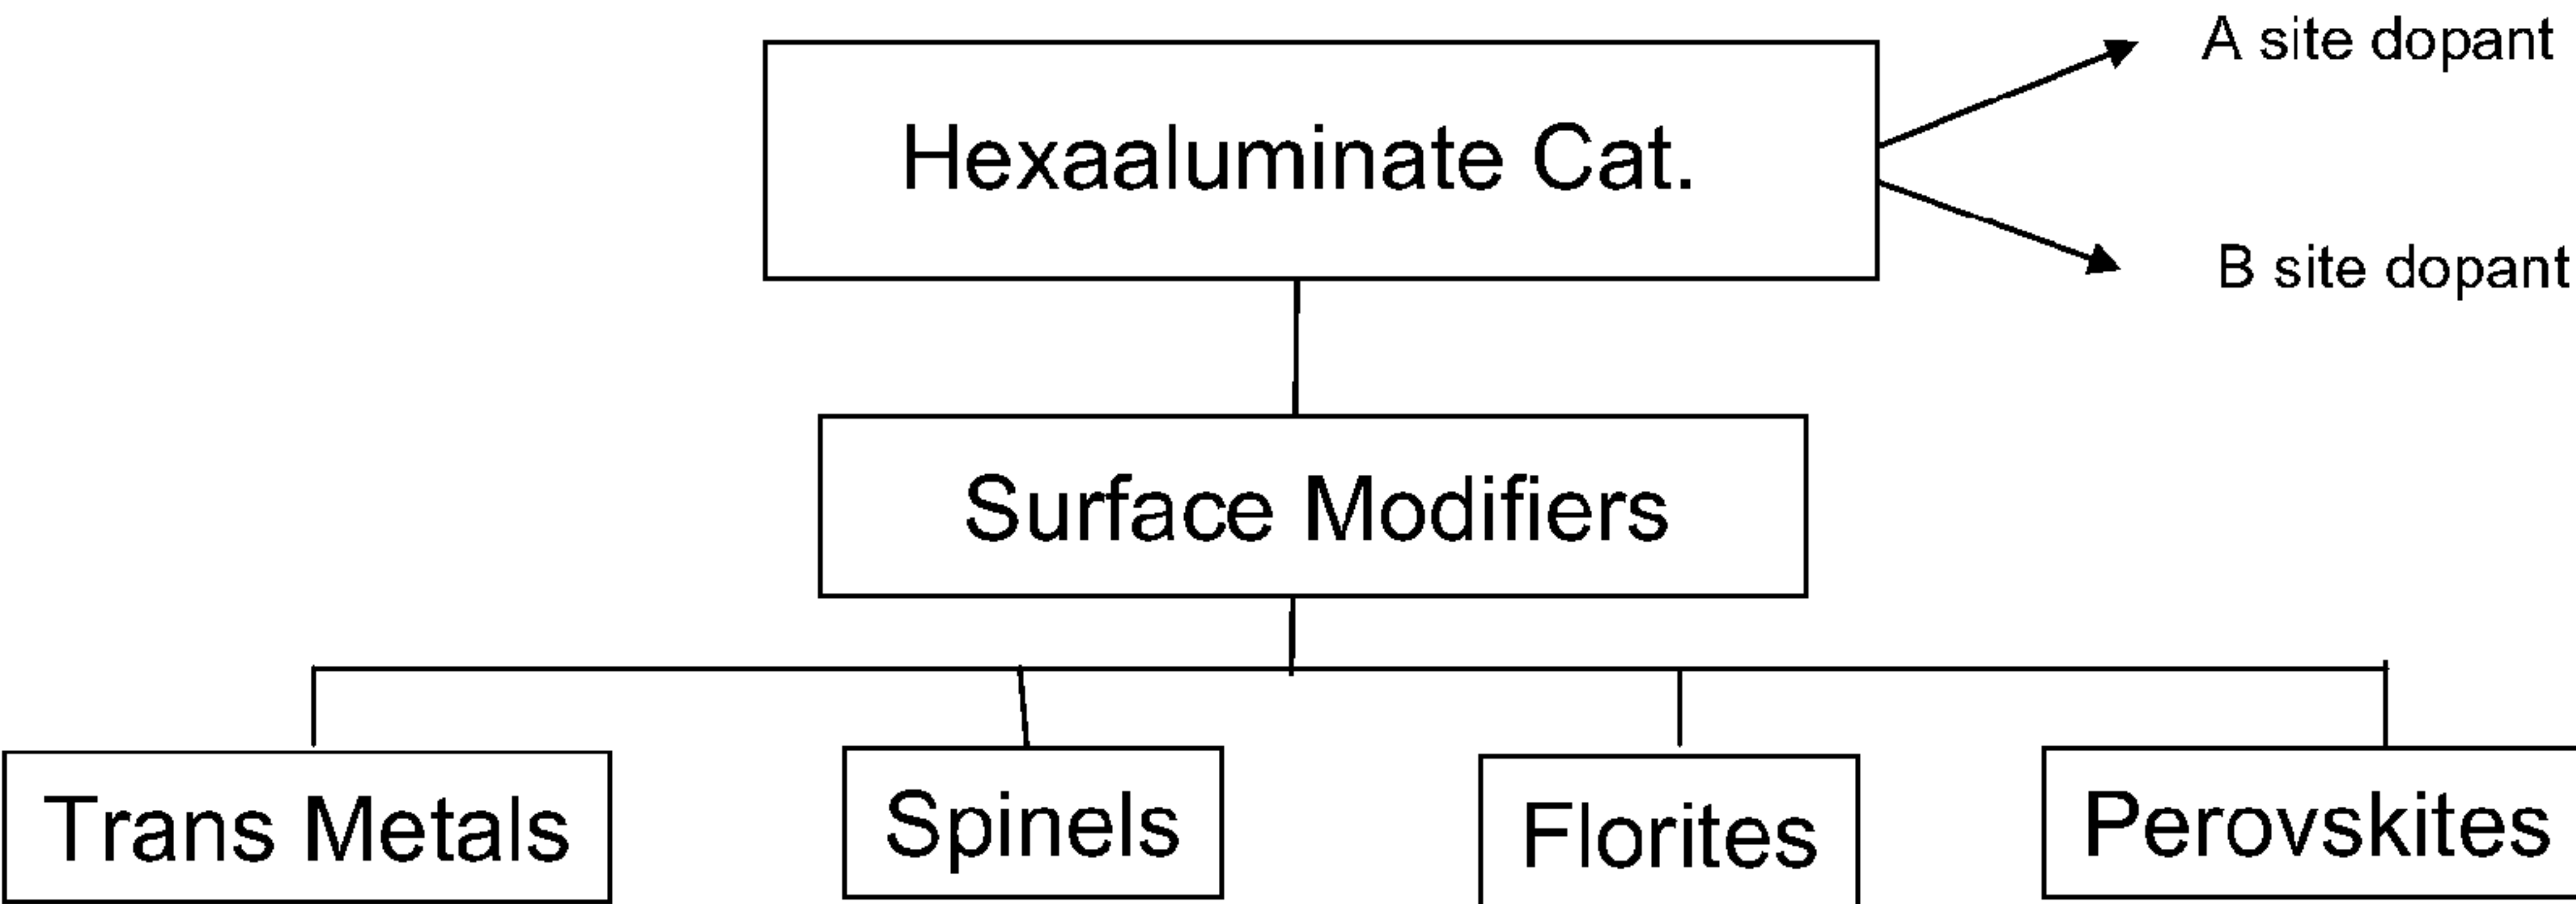 A site dopant
Hexaaluminate Cat.
B site dopant
Surface Modifiers
Trans Metals
Spinels
Florites
Perovskites